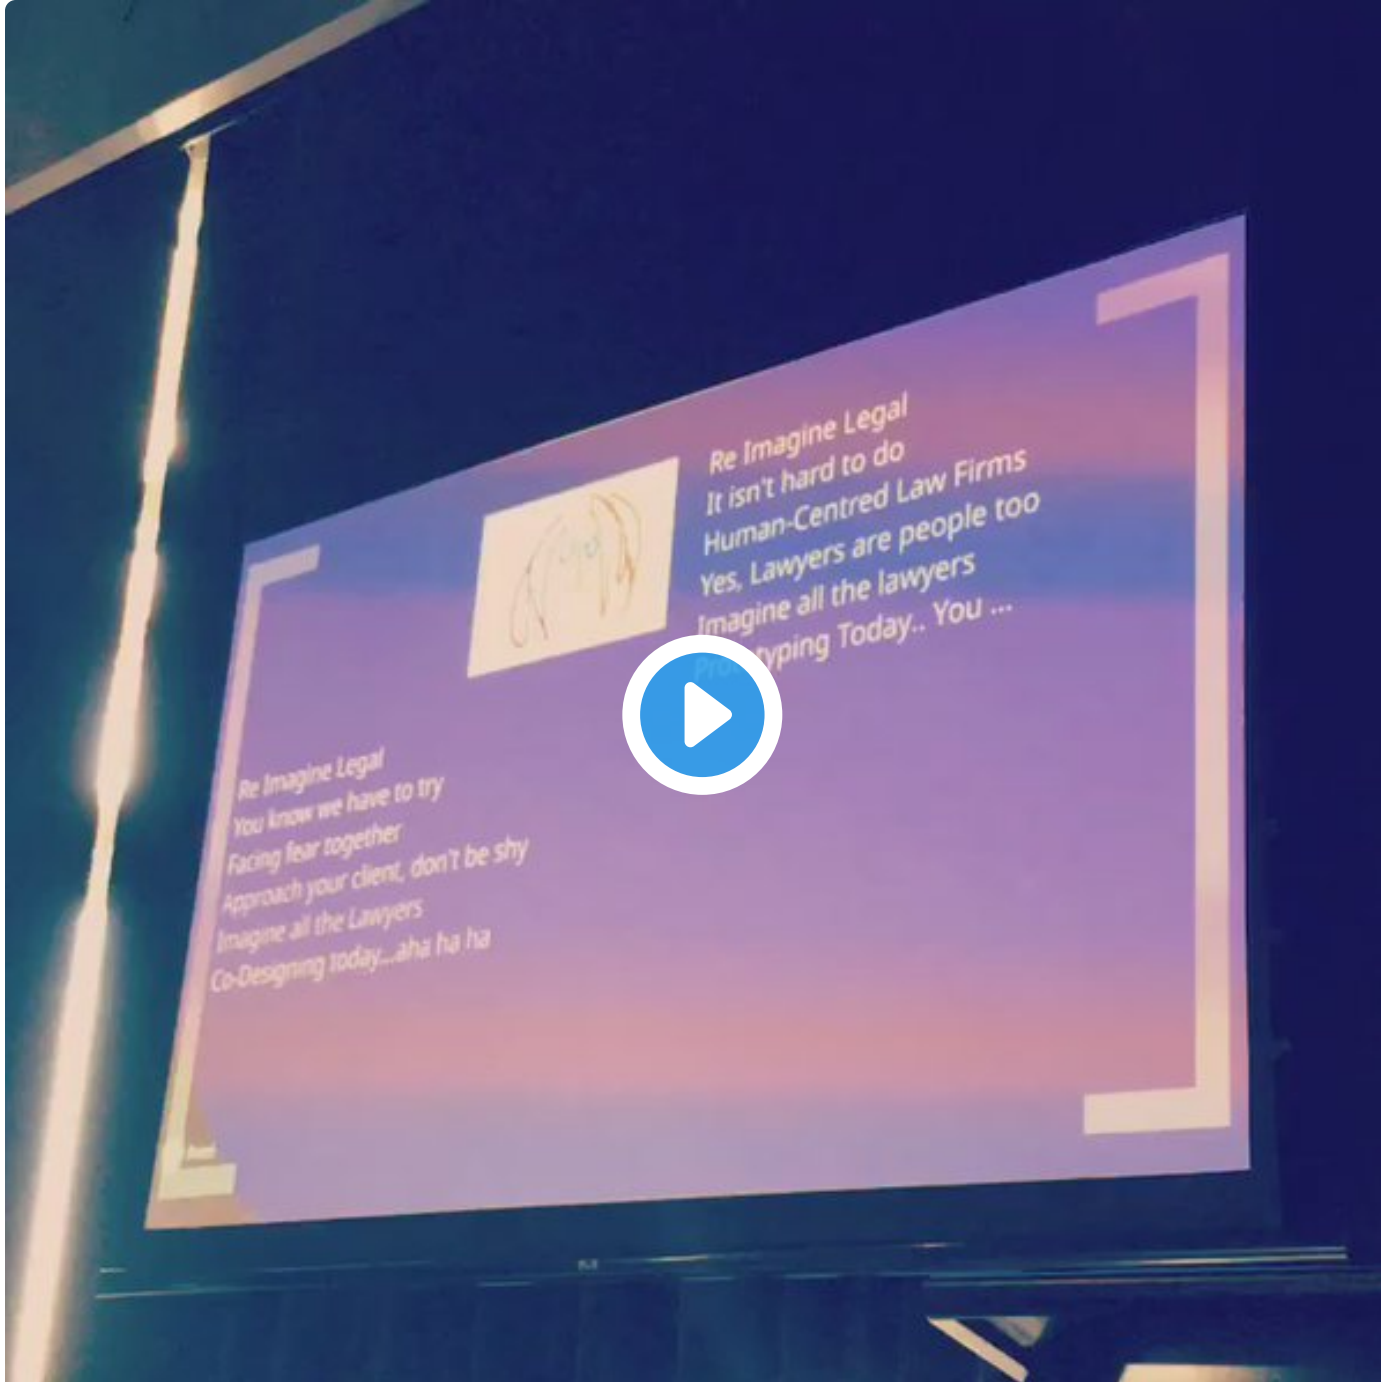 Re Imagine Legal
You know we have to try
Facing fear together
Approach your client, don't be shy
Imagine all the Lawyers
Co-Designing today...aha ha ha
Re Imagine Legal
It isn't hard to do
Human-Centred Law Firms
Yes, Lawyers are people too
Imagine all the lawyers
Prototyping Today.. You ...